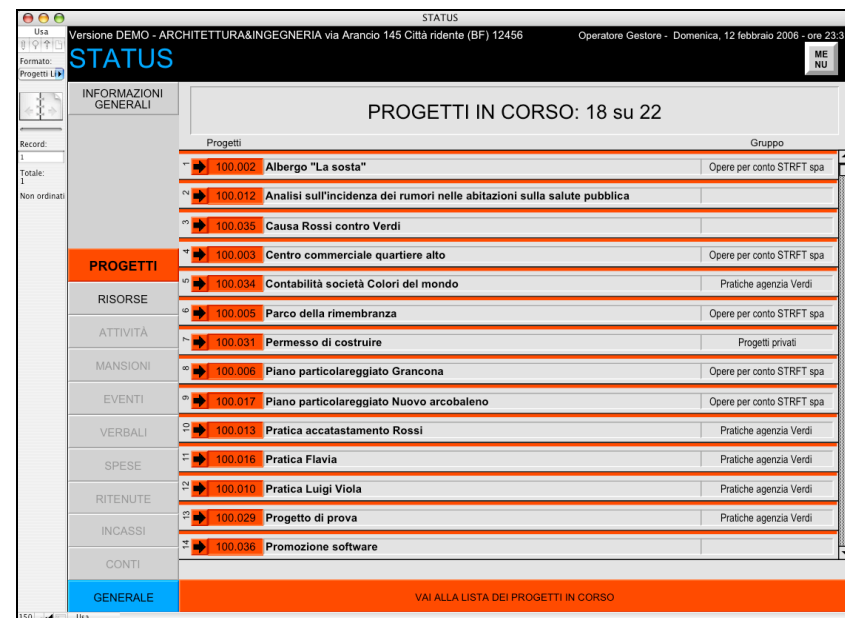 STATUS
Usa
Formato:
Progetti Li
Record:
1
Totale:
1
Non ordinati
Versione DEMO - ARCHITETTURA&INGEGNERIA via Arancio 145 Città ridente (BF) 12456
Operatore Gestore - Domenica, 12 febbraio 2006 - ore 23:3
STATUS
ME
NU
INFORMAZIONI
GENERALI
PROGETTI
RISORSE
ATTIVITÀ
MANSIONI
EVENTI
VERBALI
SPESE
RITENUTE
INCASSI
CONTI
GENERALE
PROGETTI IN CORSO: 18 su 22
Progetti Gruppo
1 100.002 Albergo "La sosta" Opere per conto STRFT spa
2 100.012 Analisi sull'incidenza dei rumori nelle abitazioni sulla salute pubblica
3 100.035 Causa Rossi contro Verdi
4 100.003 Centro commerciale quartiere alto Opere per conto STRFT spa
5 100.034 Contabilità società Colori del mondo Pratiche agenzia Verdi
6 100.005 Parco della rimembranza Opere per conto STRFT spa
7 100.031 Permesso di costruire Progetti privati
8 100.006 Piano particolareggiato Grancona Opere per conto STRFT spa
9 100.017 Piano particolareggiato Nuovo arcobaleno Opere per conto STRFT spa
10 100.013 Pratica accatastamento Rossi Pratiche agenzia Verdi
11 100.016 Pratica Flavia Pratiche agenzia Verdi
12 100.010 Pratica Luigi Viola Pratiche agenzia Verdi
13 100.029 Progetto di prova Pratiche agenzia Verdi
14 100.036 Promozione software
VAI ALLA LISTA DEI PROGETTI IN CORSO
150 Usa